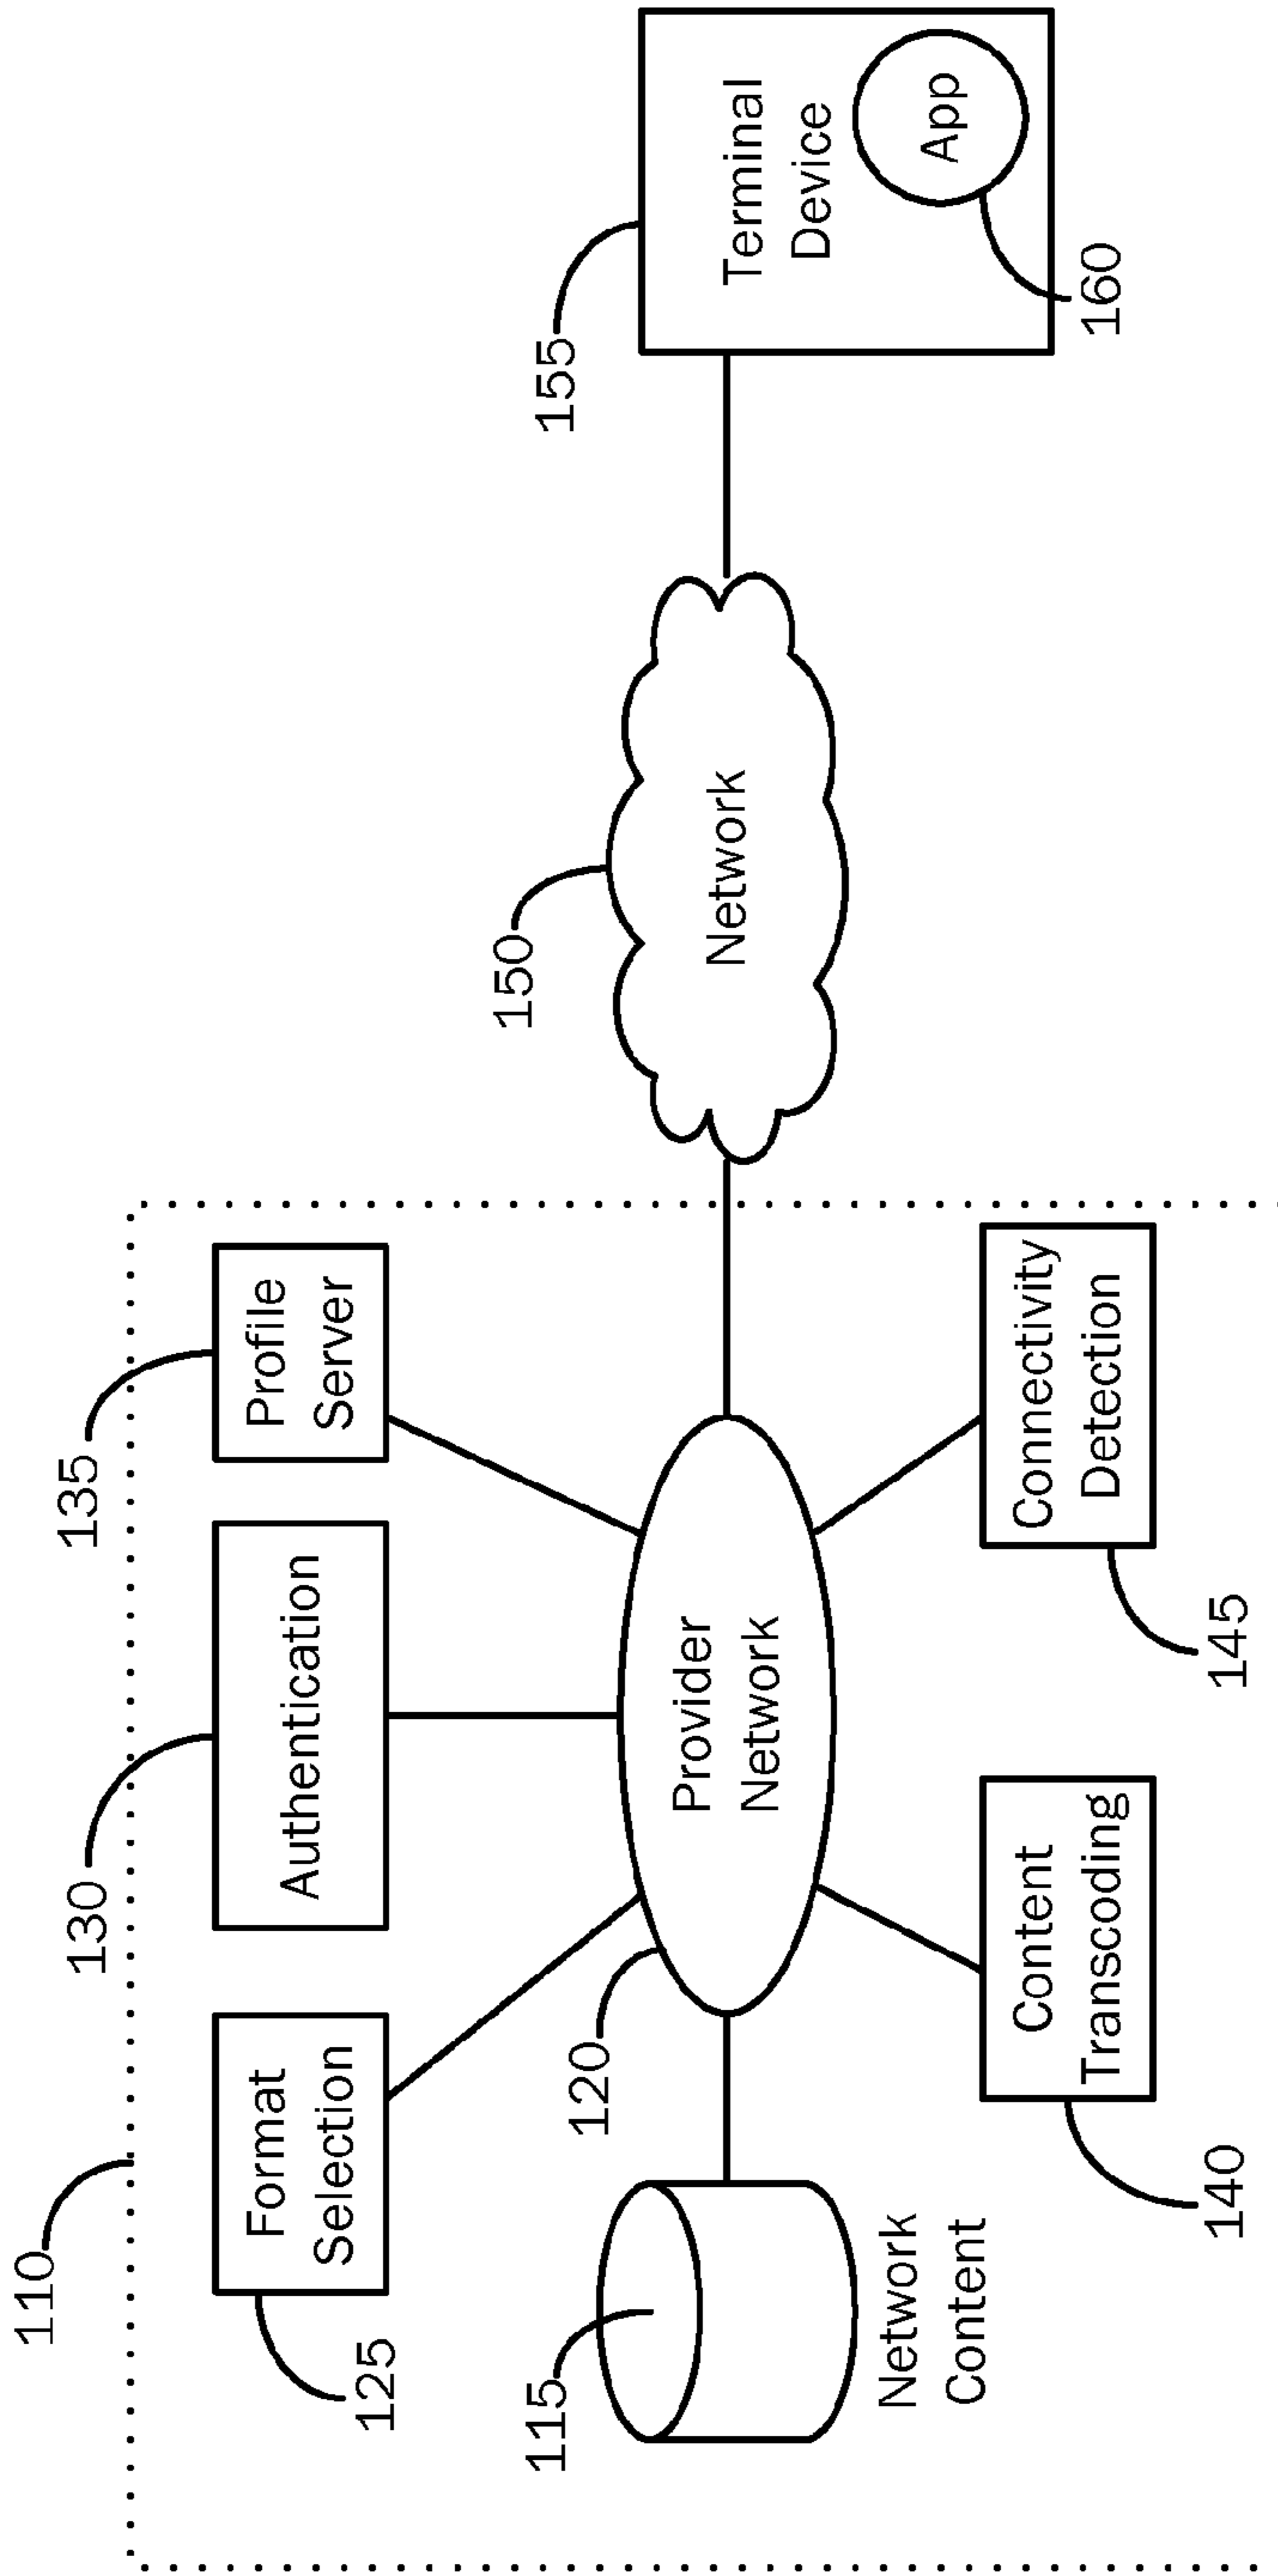 110
135
130
Format
Selection
Authentication
Profile
Server
125
150
155
120
115
Provider
Network
Network
Terminal
Device
App
Network
Content
Content
Transcoding
Connectivity
Detection
160
140
145